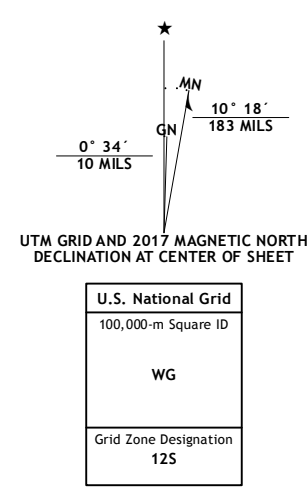 MN
GN
10° 18´
183 MILS
0° 34´
10 MILS
UTM GRID AND 2017 MAGNETIC NORTH
DECLINATION AT CENTER OF SHEET
U.S. National Grid
100,000-m Square ID
WG
Grid Zone Designation
12S